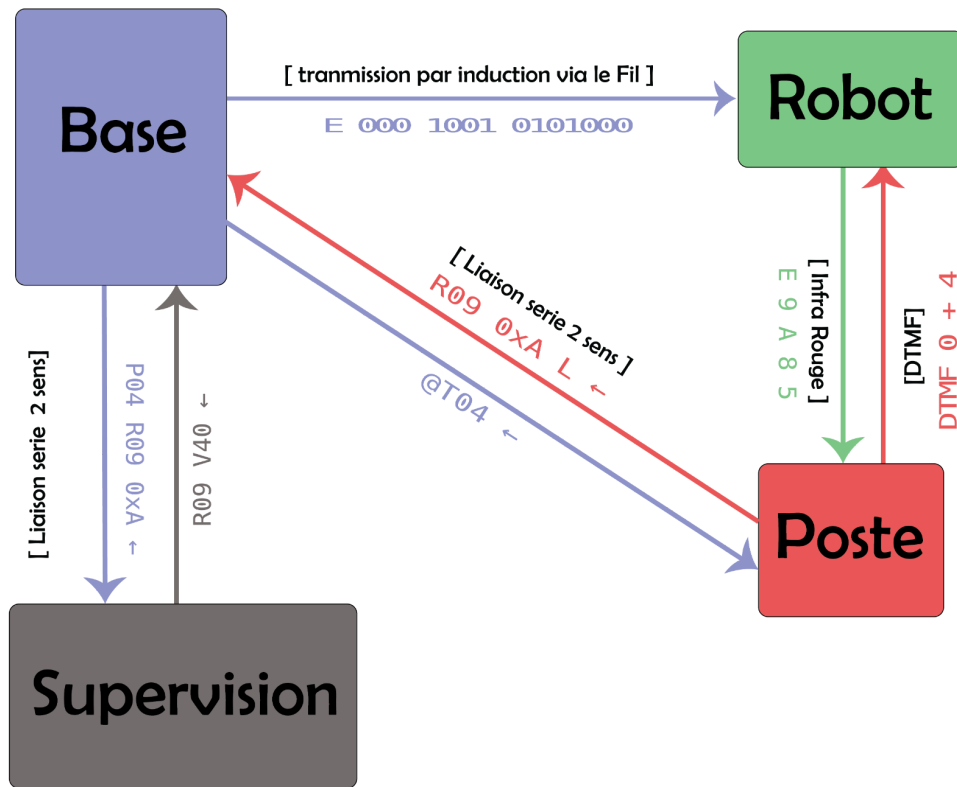 Base
[ tranmission par induction via le Fil ]
E 000 1001 0101000
Robot
[ Liaison serie 2 sens ]
R09 0xA L ←
@T04 ←
[ Infra Rouge ]
E 9 A 8 5
[DTMF]
DTMF 0 + 4
[ Liaison serie 2 sens]
P04 R09 0xA ←
R09 V40 ←
Poste
Supervision